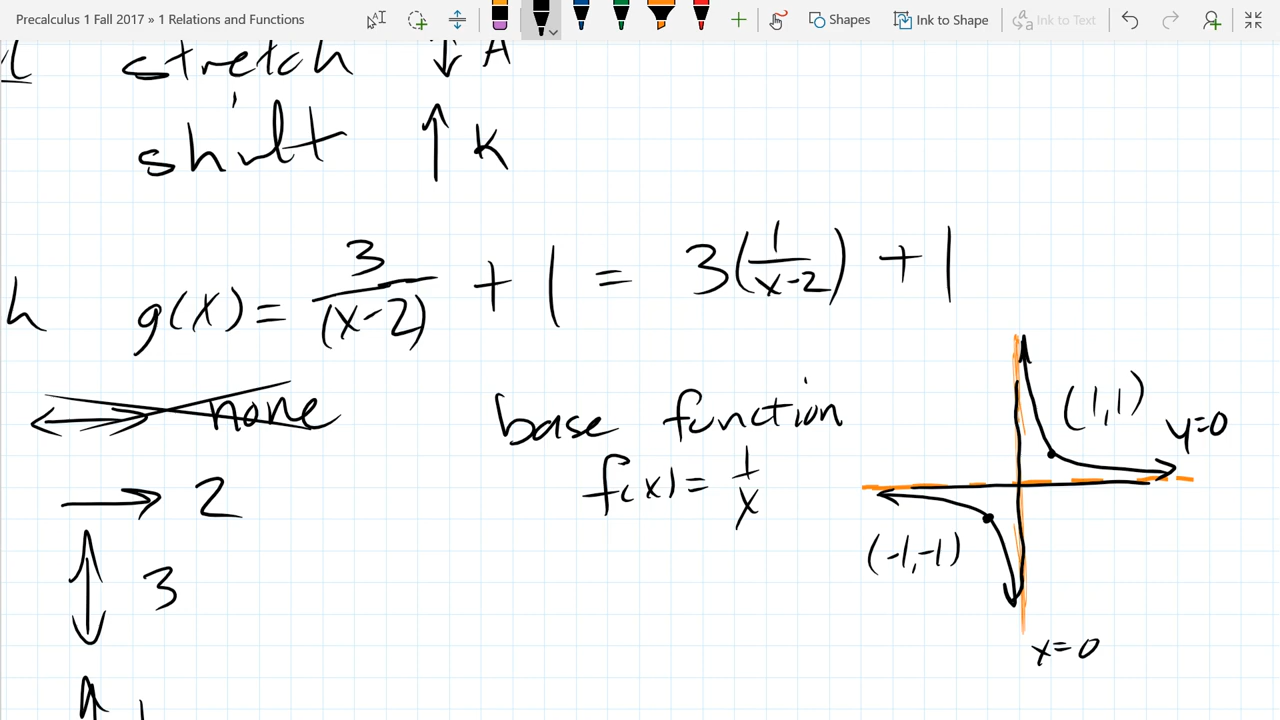 Precalculus 1 Fall 2017 » 1 Relations and Functions
Shapes
Ink to Shape
Ink to Text
stretch ↕ A
shift ↑ K
h g(x) = 3/(x-2) + 1 = 3(1/(x-2)) + 1
↔ none
base function
f(x) = 1/x
(1,1)
y=0
→ 2
(-1,-1)
↕ 3
x=0
↑ 1